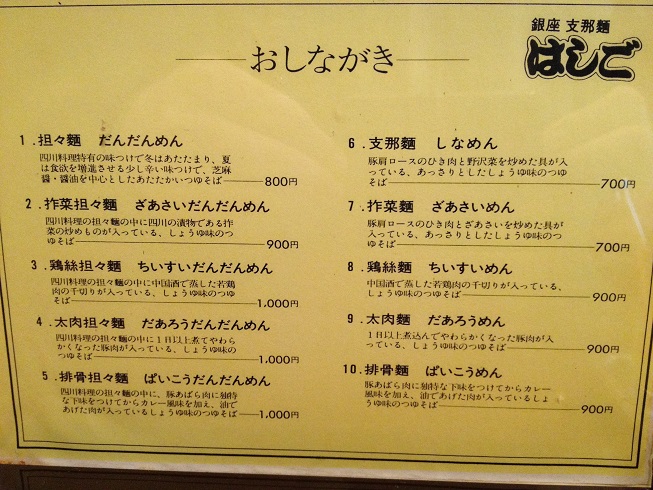 おしながき
銀座 支那麺
はしご
1．担々麺 だんだんめん
四川料理特有の味つけで冬はあたたまり、夏
は食欲を増進させる少し辛い味つけで、芝麻
醤・醤油を中心としたあたたかいつゆそば
800円
2．搾菜担々麺 ざあさいだんだんめん
四川料理の担々麺の中に四川の漬物である搾
菜の炒めものが入っている、しょうゆ味のつ
ゆそば
900円
3．鶏絲担々麺 ちいすいだんだんめん
四川料理の担々麺の中に中国酒で蒸した若鶏
肉の千切りが入っている、しょうゆ味のつゆ
そば
1,000円
4．太肉担々麺 だあろうだんだんめん
四川料理の担々麺の中に1日以上煮てやわら
かくなった豚肉が入っている、しょうゆ味の
つゆそば
1,000円
5．排骨担々麺 ぱいこうだんだんめん
四川料理の担々麺の中に、豚あばら肉に独特
な下味をつけてからカレー風味を加え、油で
あげた肉が入っているしょうゆ味のつゆそば
1,000円
6．支那麺 しなめん
豚肩ロースのひき肉と野沢菜を炒めた具が入
っている、あっさりとしたしょうゆ味のつゆ
そば
700円
7．搾菜麺 ざあさいめん
豚肩ロースのひき肉とざあさいを炒めた具が
入っている、あっさりとしたしょうゆ味のつ
ゆそば
700円
8．鶏絲麺 ちいすいめん
中国酒で蒸した若鶏肉の千切りが入っている、
しょうゆ味のつゆそば
900円
9．太肉麺 だあろうめん
1日以上煮込んでやわらかくなった豚肉が入
っている、しょうゆ味のつゆそば
900円
10．排骨麺 ぱいこうめん
豚あばら肉に独特な下味をつけてからカレー
風味を加え、油であげた肉が入っているしょ
うゆ味のつゆそば
900円